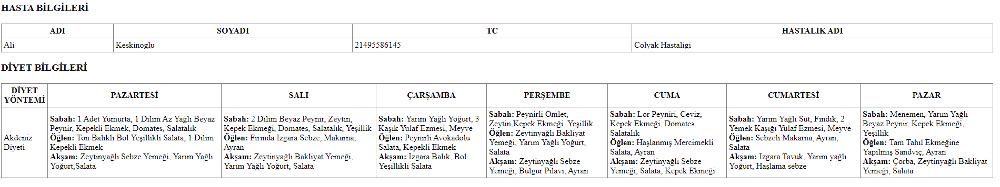 HASTA BİLGİLERİ
ADI SOYADI TC HASTALIK ADI
Ali Keskinoglu 21495586145 Colyak Hastaligi
DİYET BİLGİLERİ
DİYET
YÖNTEMİ
PAZARTESİ
SALI
ÇARŞAMBA
PERŞEMBE
CUMA
CUMARTESİ
PAZAR
Akdeniz
Diyeti
Sabah: 1 Adet Yumurta, 1 Dilim Az Yağlı Beyaz
Peynir, Kepekli Ekmek, Domates, Salatalık
Öğlen: Ton Balıklı Bol Yeşillikli Salata, 1 Dilim
Kepekli Ekmek
Akşam: Zeytinyağlı Sebze Yemeği, Yarım Yağlı
Yoğurt,Salata
Sabah: 2 Dilim Beyaz Peynir, Zeytin,
Kepek Ekmeği, Domates, Salatalık, Yeşillik
Öğlen: Fırında Izgara Sebze, Makarna,
Ayran
Akşam: Zeytinyağlı Bakliyat Yemeği,
Yarım Yağlı Yoğurt, Salata
Sabah: Yarım Yağlı Yoğurt, 3
Kaşık Yulaf Ezmesi, Meyve
Öğlen: Peynirli Avokadolu
Salata, Kepekli Ekmek
Akşam: Izgara Balık, Bol
Yeşillikli Salata
Sabah: Peynirli Omlet,
Zeytin,Kepek Ekmeği, Yeşillik
Öğlen: Zeytinyağlı Bakliyat
Yemeği, Yarım Yağlı Yoğurt,
Salata
Akşam: Zeytinyağlı Sebze
Yemeği, Bulgur Pilavı, Ayran
Sabah: Lor Peyniri, Ceviz,
Kepek Ekmeği, Domates,
Salatalık
Öğlen: Haşlanmış Mercimekli
Salata, Ayran
Akşam: Zeytinyağlı Sebze
Yemeği, Salata, Kepek Ekmeği
Sabah: Yarım Yağlı Süt, Fındık, 2
Yemek Kaşığı Yulaf Ezmesi, Meyve
Öğlen: Sebzeli Makarna, Ayran,
Salata
Akşam: Izgara Tavuk, Yarım yağlı
Yoğurt, Haşlama sebze
Sabah: Menemen, Yarım Yağlı
Beyaz Peynir, Kepek Ekmeği,
Yeşillik
Öğlen: Tam Tahıl Ekmeğine
Yapılmış Sandviç, Ayran
Akşam: Çorba, Zeytinyağlı Bakliyat
Yemeği, Salata